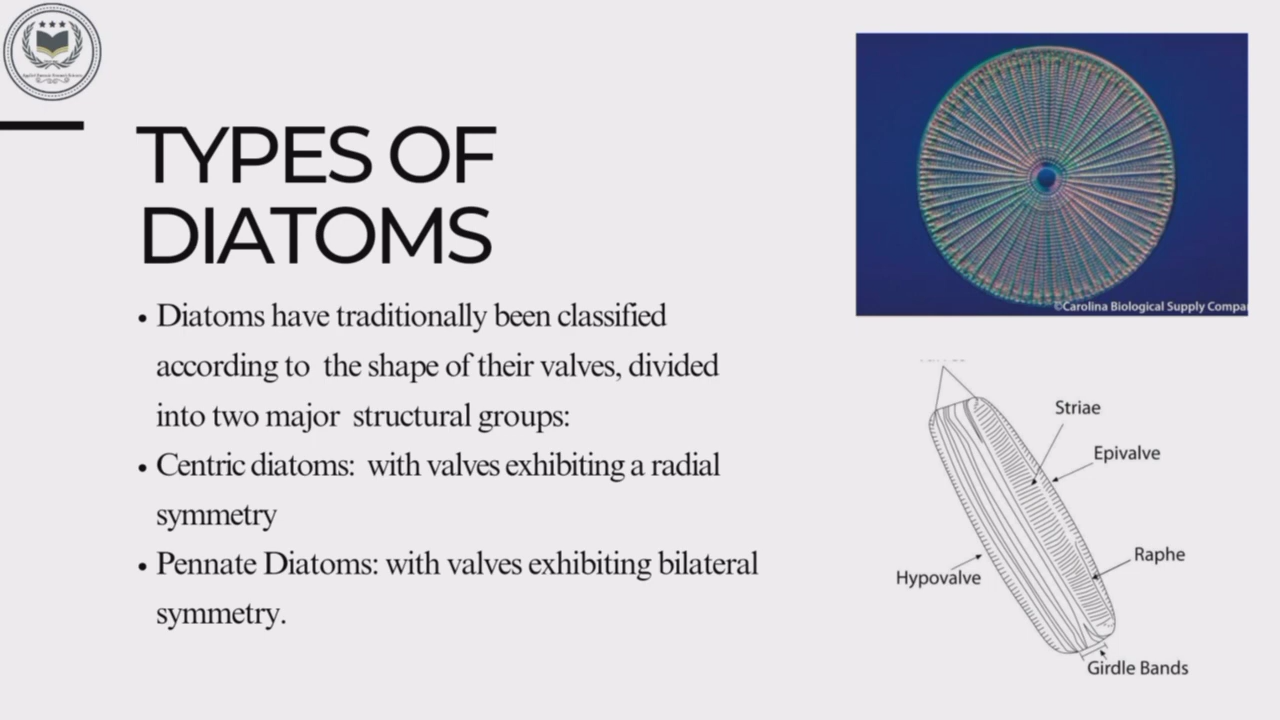 TYPES OF
DIATOMS
• Diatoms have traditionally been classified
according to the shape of their valves, divided
into two major structural groups:
• Centric diatoms: with valves exhibiting a radial
symmetry
• Pennate Diatoms: with valves exhibiting bilateral
symmetry.
©Carolina Biological Supply Compa
Striae
Epivalve
Raphe
Hypovalve
Girdle Bands